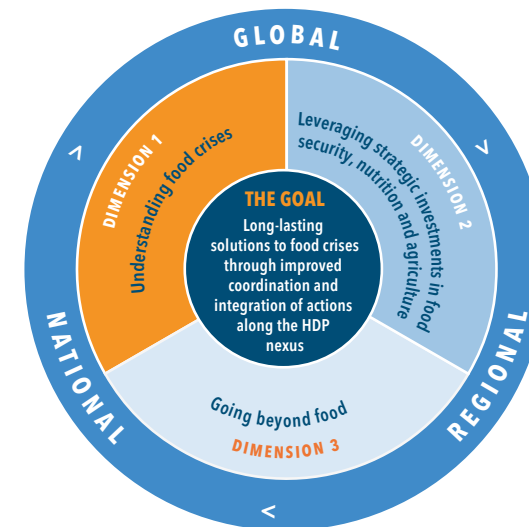 GLOBAL
DIMENSION 1
Understanding food crises
DIMENSION 2
Leveraging strategic investments in food
security, nutrition and agriculture
THE GOAL
Long-lasting
solutions to food crises
through improved
coordination and
integration of actions
along the HDP
nexus
NATIONAL
REGIONAL
Going beyond food
DIMENSION 3